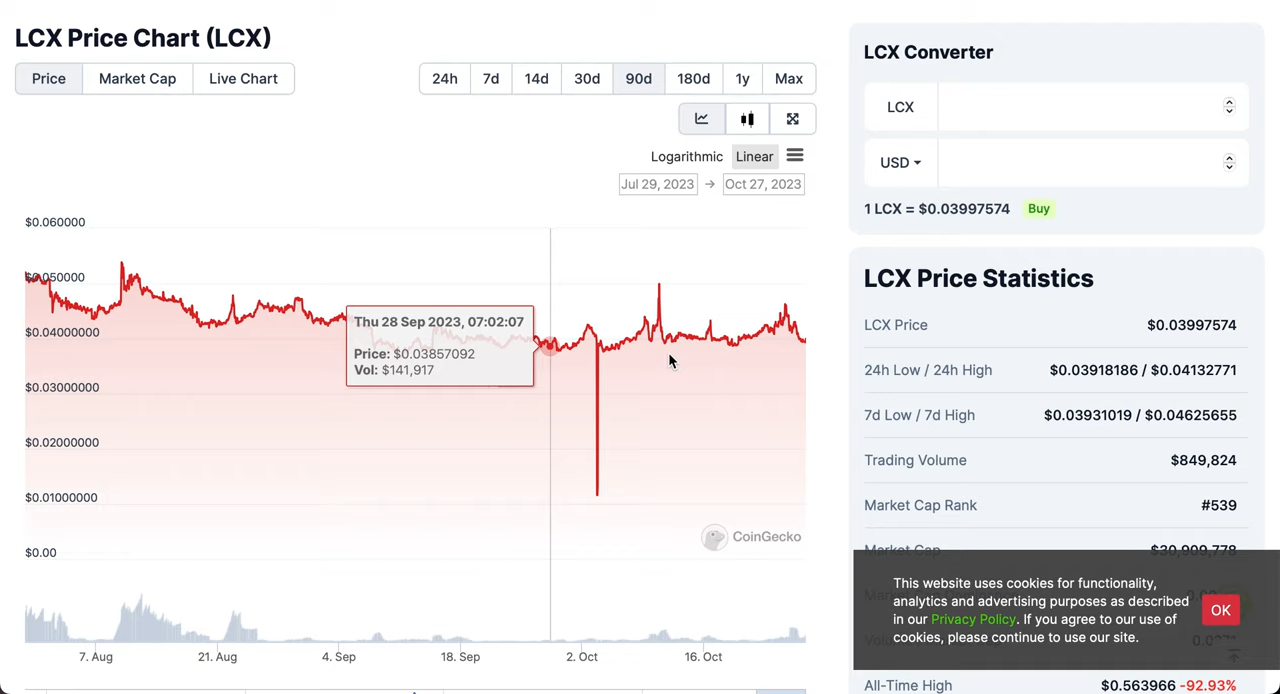 LCX Price Chart (LCX)
Price Market Cap Live Chart
24h 7d 14d 30d 90d 180d 1y Max
Logarithmic Linear
Jul 29, 2023 → Oct 27, 2023
$0.060000
$0.050000
$0.04000000
$0.03000000
$0.02000000
$0.01000000
$0.00
Thu 28 Sep 2023, 07:02:07
Price: $0.03857092
Vol: $141,917
CoinGecko
7. Aug 21. Aug 4. Sep 18. Sep 2. Oct 16. Oct
LCX Converter
LCX
USD
1 LCX = $0.03997574 Buy
LCX Price Statistics
LCX Price $0.03997574
24h Low / 24h High $0.03918186 / $0.04132771
7d Low / 7d High $0.03931019 / $0.04625655
Trading Volume $849,824
Market Cap Rank #539
Market Cap $30,909,778
This website uses cookies for functionality,
analytics and advertising purposes as described
in our Privacy Policy. If you agree to our use of
cookies, please continue to use our site.
OK
All-Time High $0.563966 -92.93%